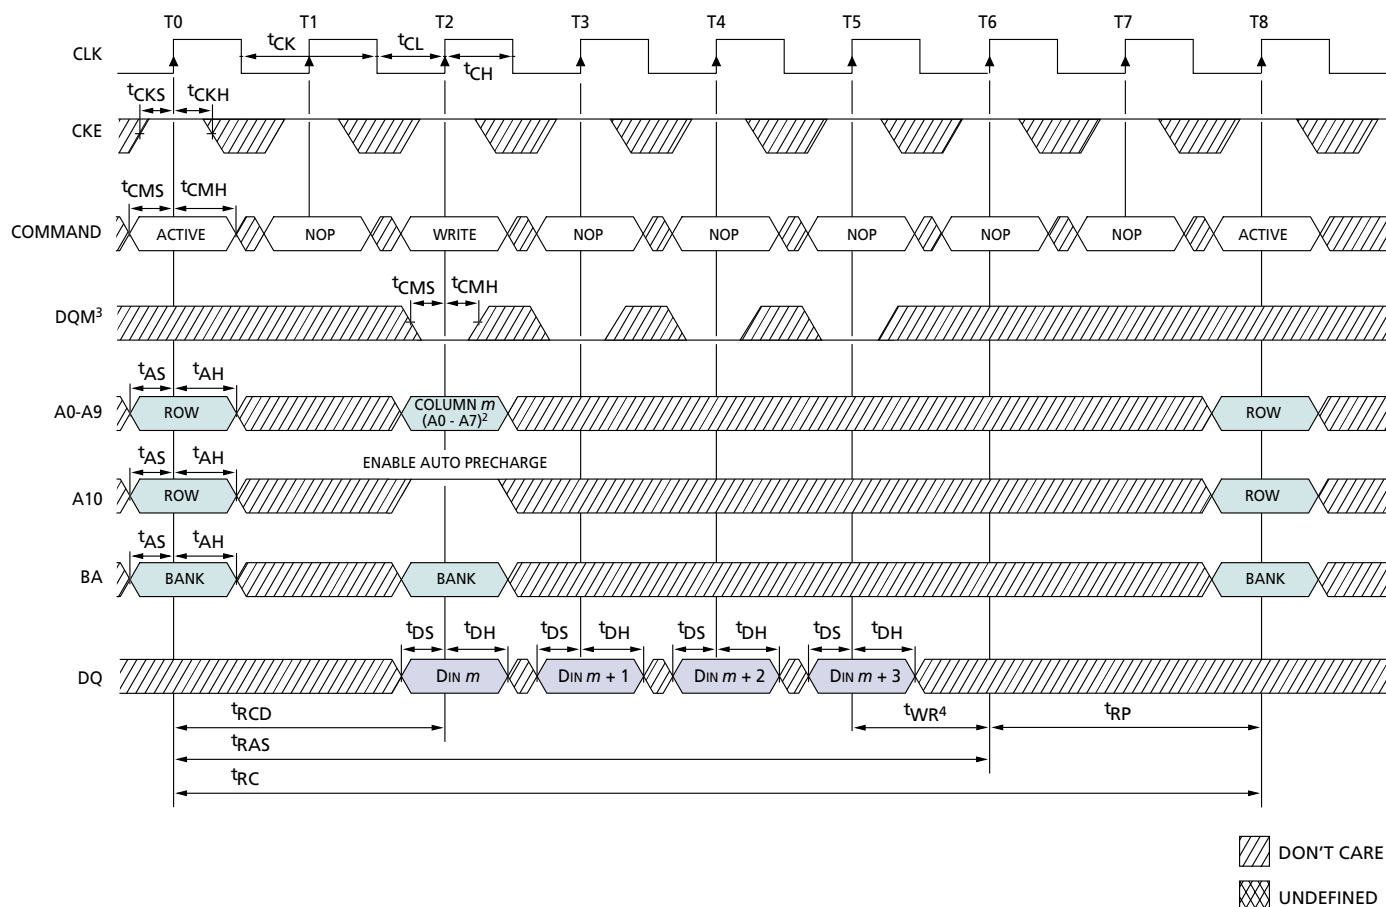 T0 T1 T2 T3 T4 T5 T6 T7 T8
CLK
tCK tCL
tCH
tCKS tCKH
CKE
tCMS tCMH
COMMAND ACTIVE NOP WRITE NOP NOP NOP NOP NOP ACTIVE
tCMS tCMH
DQM3
tAS tAH
A0-A9 ROW COLUMN m ROW
(A0 - A7)2
tAS tAH
ENABLE AUTO PRECHARGE
A10 ROW ROW
tAS tAH
BA BANK BANK BANK
tDS tDH tDS tDH tDS tDH tDS tDH
DQ DIN m DIN m + 1 DIN m + 2 DIN m + 3
tRCD tWR4 tRP
tRAS
tRC
DON'T CARE
UNDEFINED